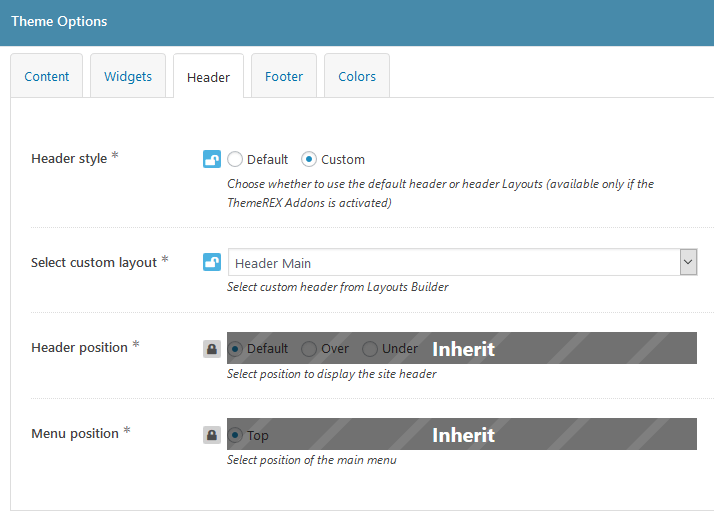 Theme Options
Content Widgets Header Footer Colors
Header style * Default Custom
Choose whether to use the default header or header Layouts (available only if the
ThemeREX Addons is activated)
Select custom layout * Header Main
Select custom header from Layouts Builder
Header position * Default Over Under Inherit
Select position to display the site header
Menu position * Top Inherit
Select position of the main menu